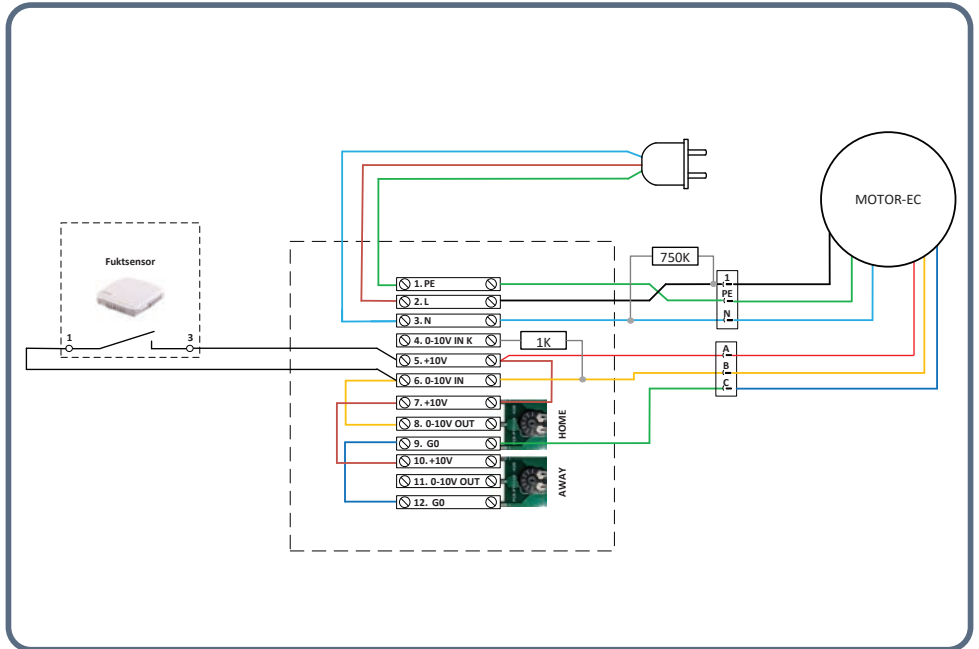 MOTOR-EC
Fuktsensor
1
3
750K
1K
1. PE
2. L
3. N
4. 0-10V IN K
5. +10V
6. 0-10V IN
7. +10V
8. 0-10V OUT
9. G0
10. +10V
11. 0-10V OUT
12. G0
HOME
AWAY
1
PE
N
A
B
C